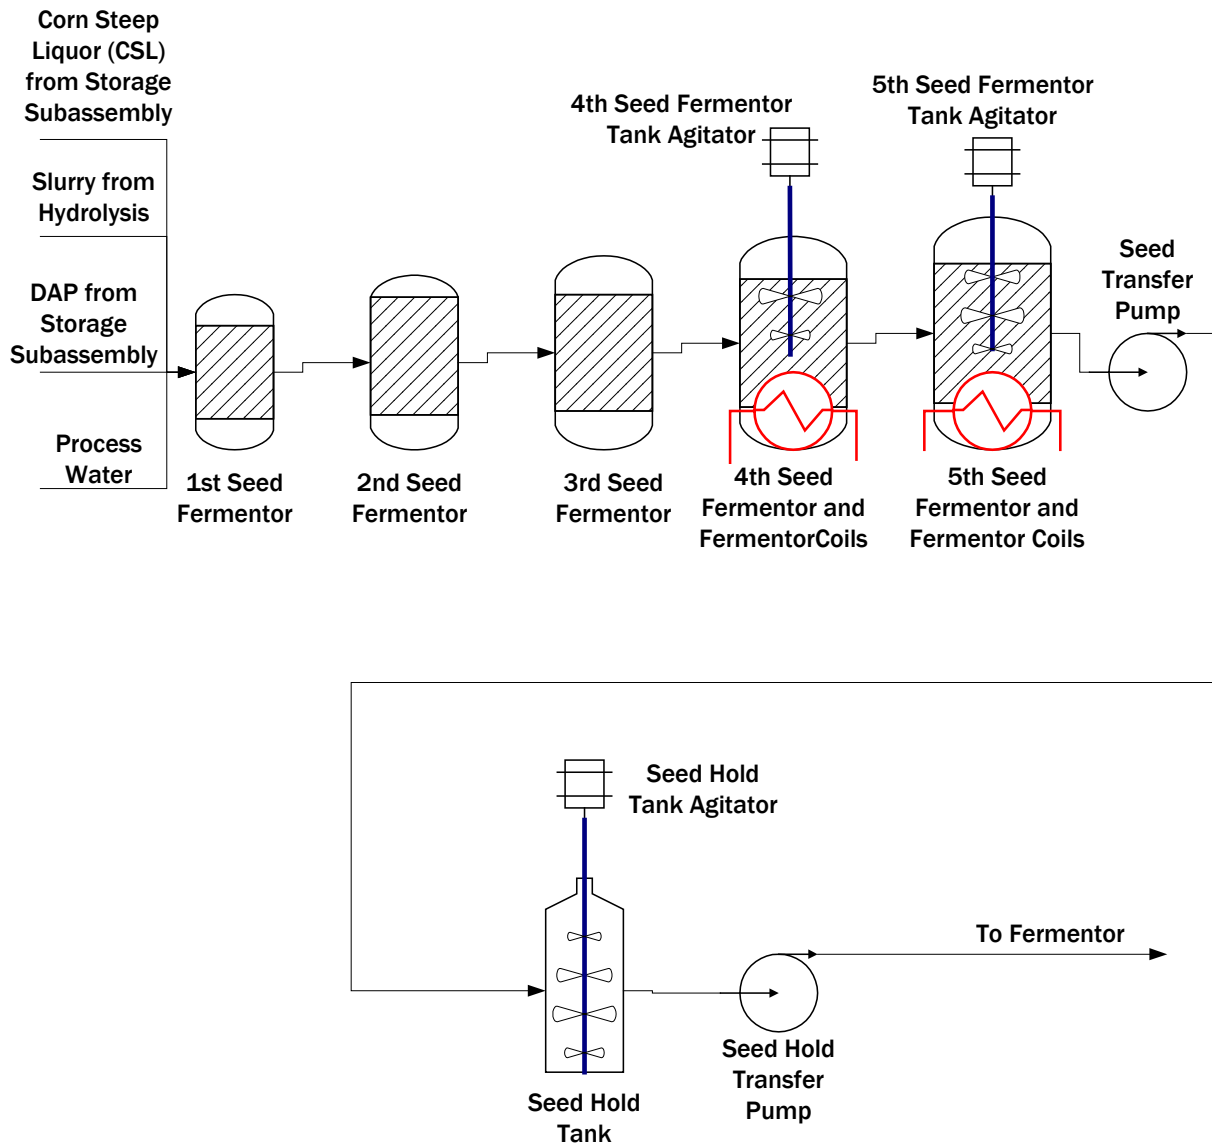 Corn Steep
Liquor (CSL)
from Storage
Subassembly
Slurry from
Hydrolysis
DAP from
Storage
Subassembly
Process
Water
1st Seed
Fermentor
2nd Seed
Fermentor
3rd Seed
Fermentor
4th Seed Fermentor
Tank Agitator
4th Seed
Fermentor and
FermentorCoils
5th Seed Fermentor
Tank Agitator
5th Seed
Fermentor and
Fermentor Coils
Seed
Transfer
Pump
Seed Hold
Tank Agitator
Seed Hold
Tank
Seed Hold
Transfer
Pump
To Fermentor